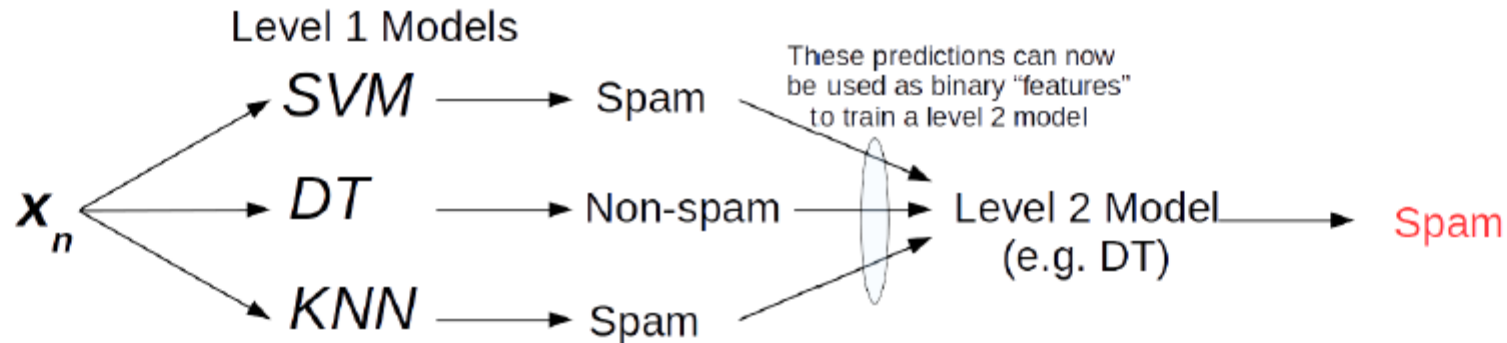 Level 1 Models
These predictions can now
be used as binary “features”
to train a level 2 model
SVM
Spam
x
n
DT
Non-spam
Level 2 Model
(e.g. DT)
Spam
KNN
Spam